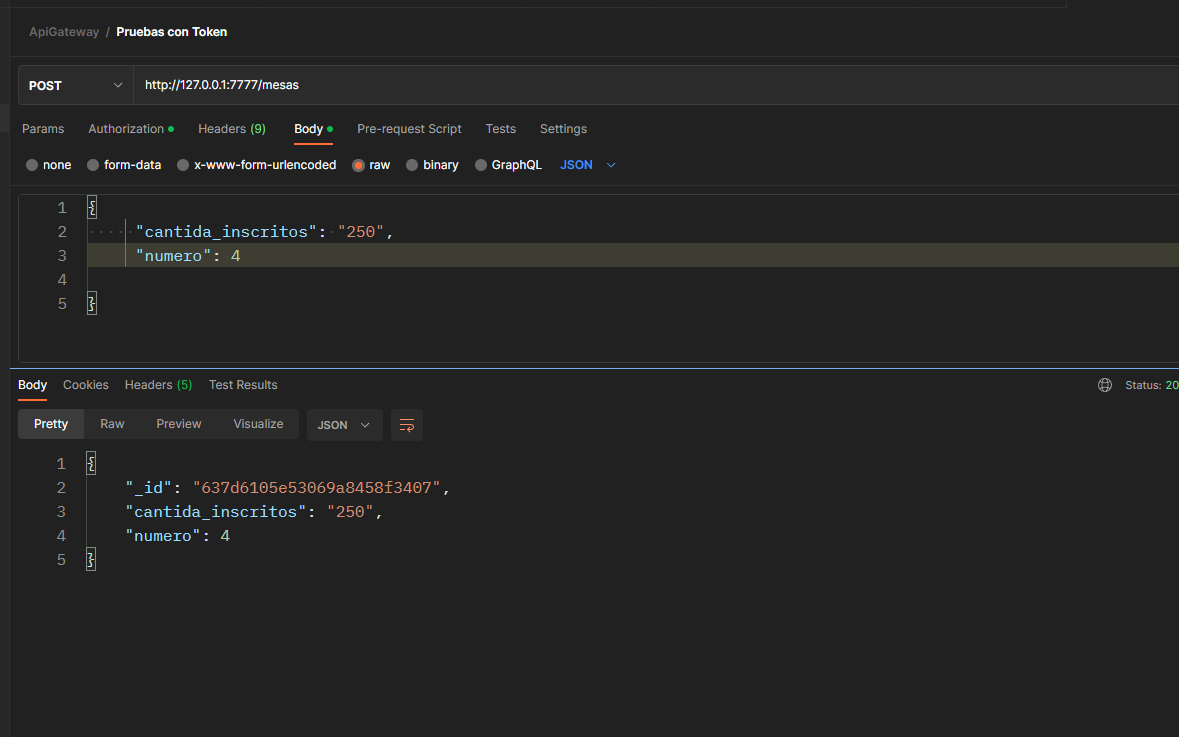 ApiGateway / Pruebas con Token
POST http://127.0.0.1:7777/mesas
Params Authorization Headers (9) Body Pre-request Script Tests Settings
none form-data x-www-form-urlencoded raw binary GraphQL JSON
1 {
2 "cantida_inscritos": "250",
3 "numero": 4
4
5 }
Body Cookies Headers (5) Test Results Status: 20
Pretty Raw Preview Visualize JSON
1 {
2 "_id": "637d6105e53069a8458f3407",
3 "cantida_inscritos": "250",
4 "numero": 4
5 }